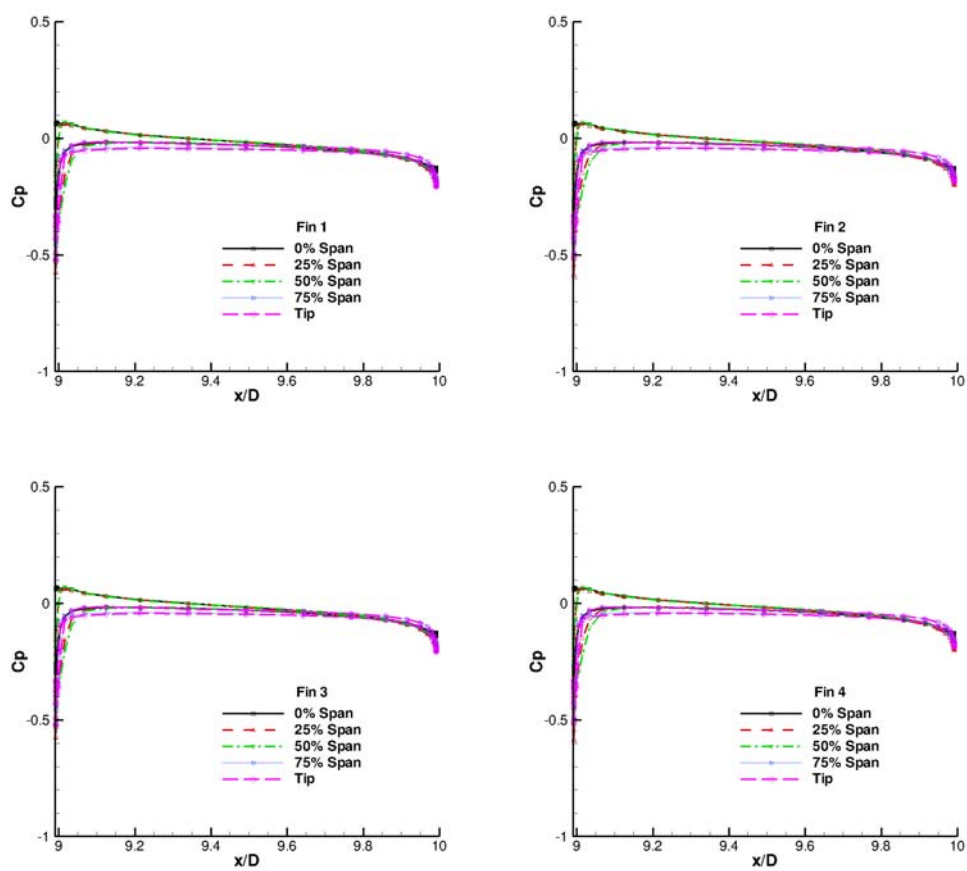 0.5
0
-0.5
-1
Cp
Fin 1
0% Span
25% Span
50% Span
75% Span
Tip
9
9.2
9.4
9.6
9.8
10
x/D
0.5
0
-0.5
-1
Cp
Fin 2
0% Span
25% Span
50% Span
75% Span
Tip
9
9.2
9.4
9.6
9.8
10
x/D
0.5
0
-0.5
-1
Cp
Fin 3
0% Span
25% Span
50% Span
75% Span
Tip
9
9.2
9.4
9.6
9.8
10
x/D
0.5
0
-0.5
-1
Cp
Fin 4
0% Span
25% Span
50% Span
75% Span
Tip
9
9.2
9.4
9.6
9.8
10
x/D